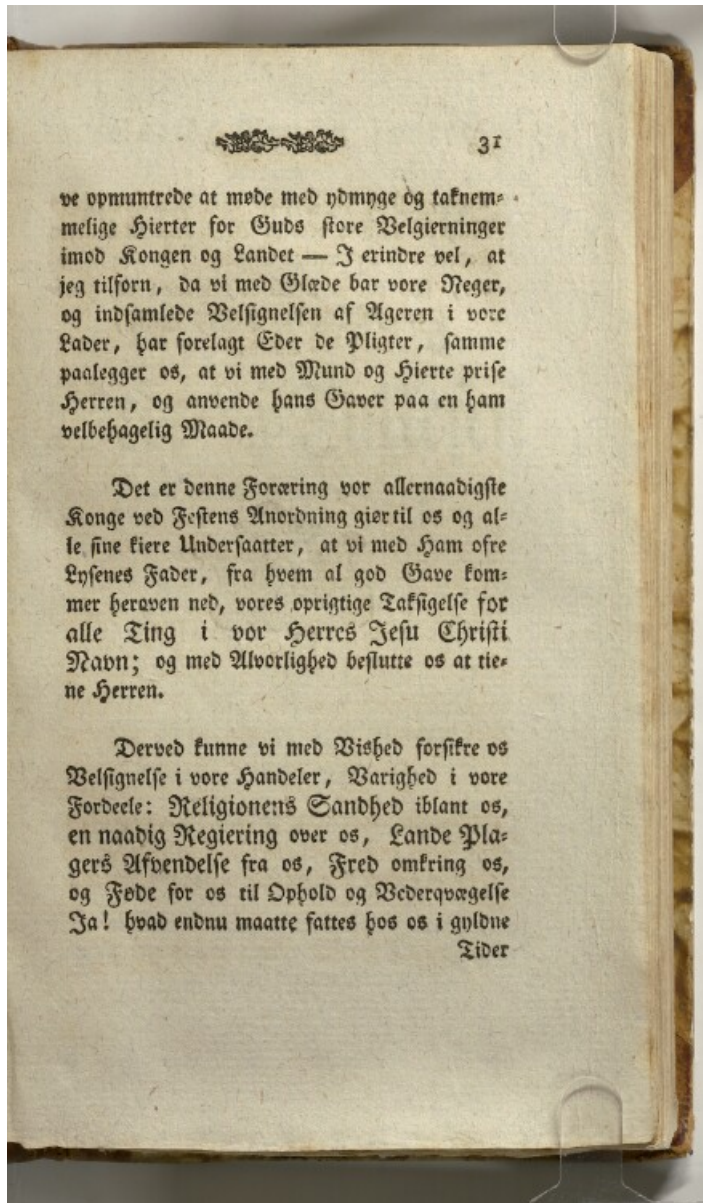 31
ve opmuntrede at møde med ydmyge og taknem⸗
melige Hierter for Guds store Velgierninger
imod Kongen og Landet — I erindre vel, at
jeg tilforn, da vi med Glæde bar vore Neger,
og indsamlede Velsignelsen af Ageren i vore
Lader, har forelagt Eder de Pligter, samme
paalegger os, at vi med Mund og Hierte prise
Herren, og anvende hans Gaver paa en ham
velbehagelig Maade.
Det er denne Foræring vor allernaadigste
Konge ved Festens Anordning giør til os og al⸗
le sine kiere Undersaatter, at vi med Ham ofre
Lysenes Fader, fra hvem al god Gave kom⸗
mer heroven ned, vores oprigtige Taksigelse for
alle Ting i vor Herres Jesu Christi
Navn; og med Alvorlighed beslutte os at tie⸗
ne Herren.
Derved kunne vi med Vished forsikre os
Velsignelse i vore Handeler, Varighed i vore
Fordeele: Religionens Sandhed iblant os,
en naadig Regiering over os, Lande Pla⸗
gers Afvendelse fra os, Fred omkring os,
og Føde for os til Ophold og Vederqvægelse
Ja! hvad endnu maatte fattes hos os i gyldne
Tider